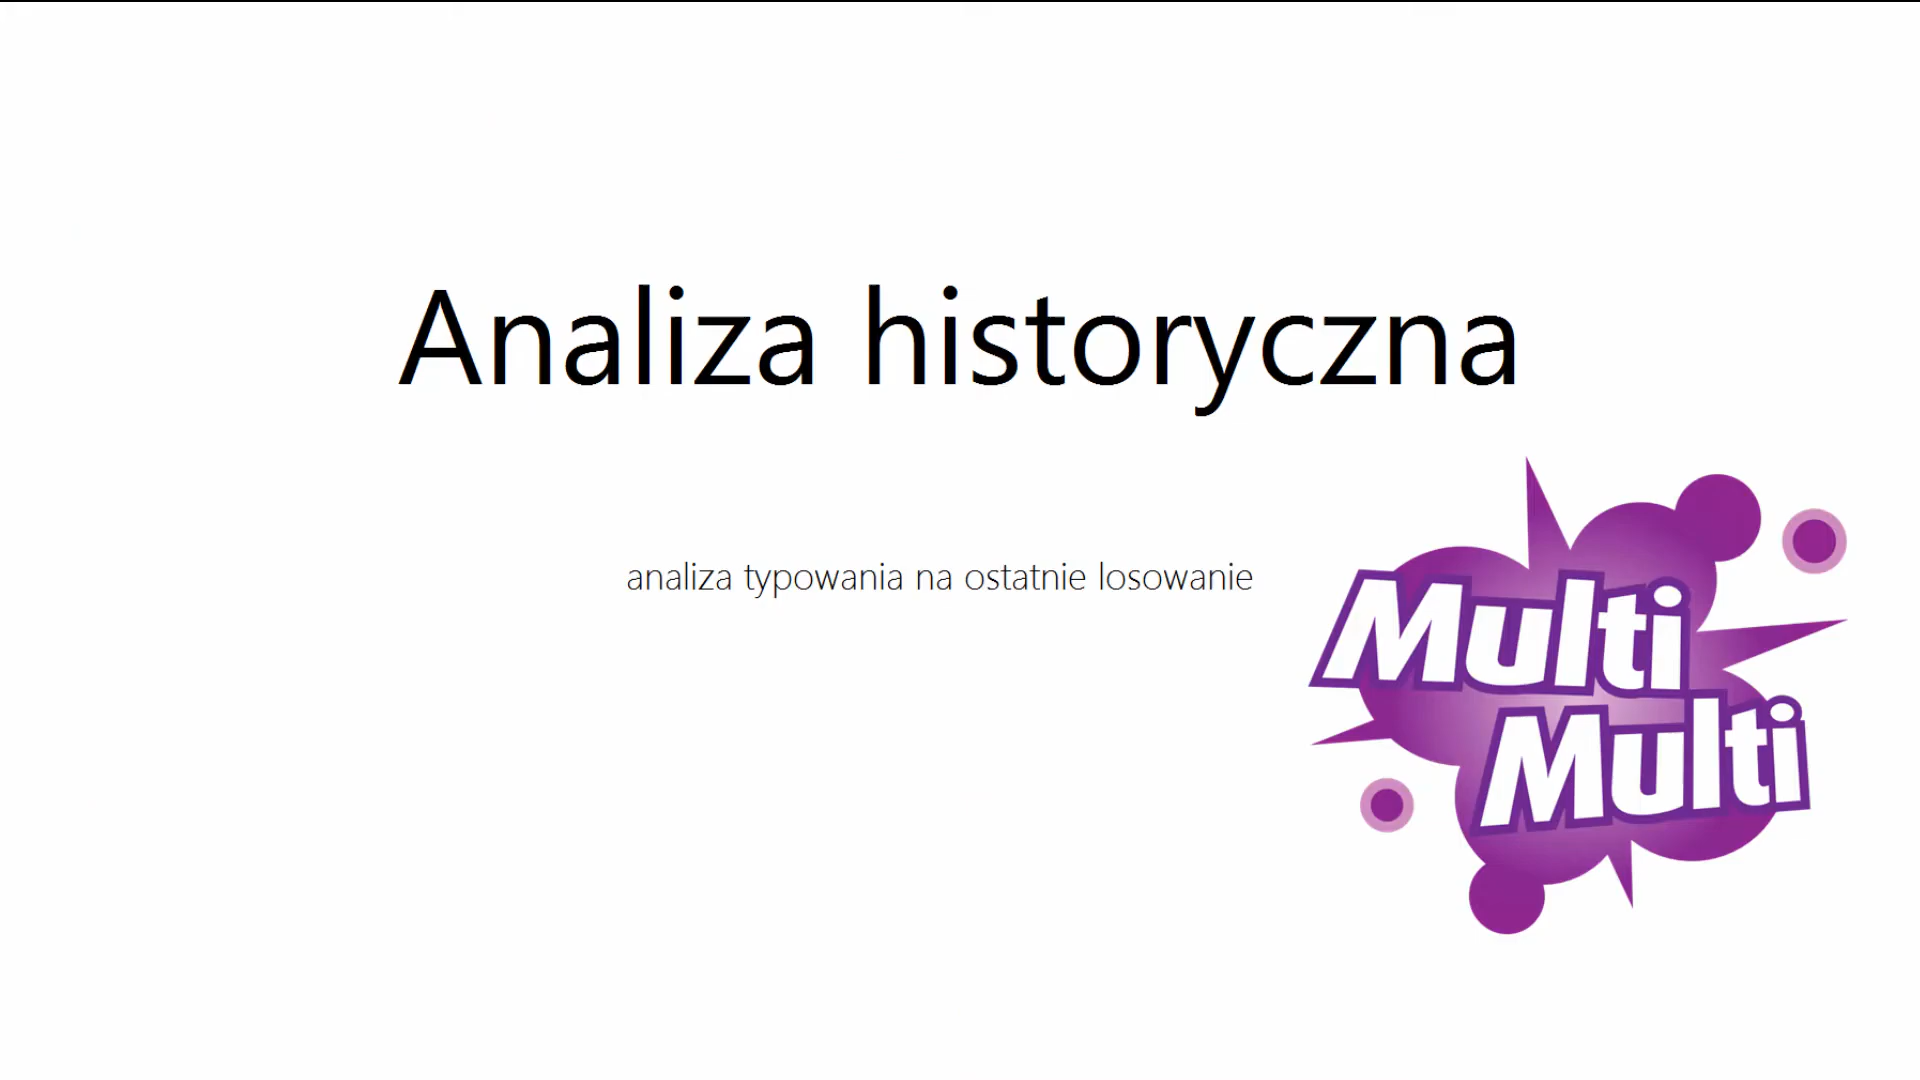 Analiza historyczna
analiza typowania na ostatnie losowanie
Multi
Multi